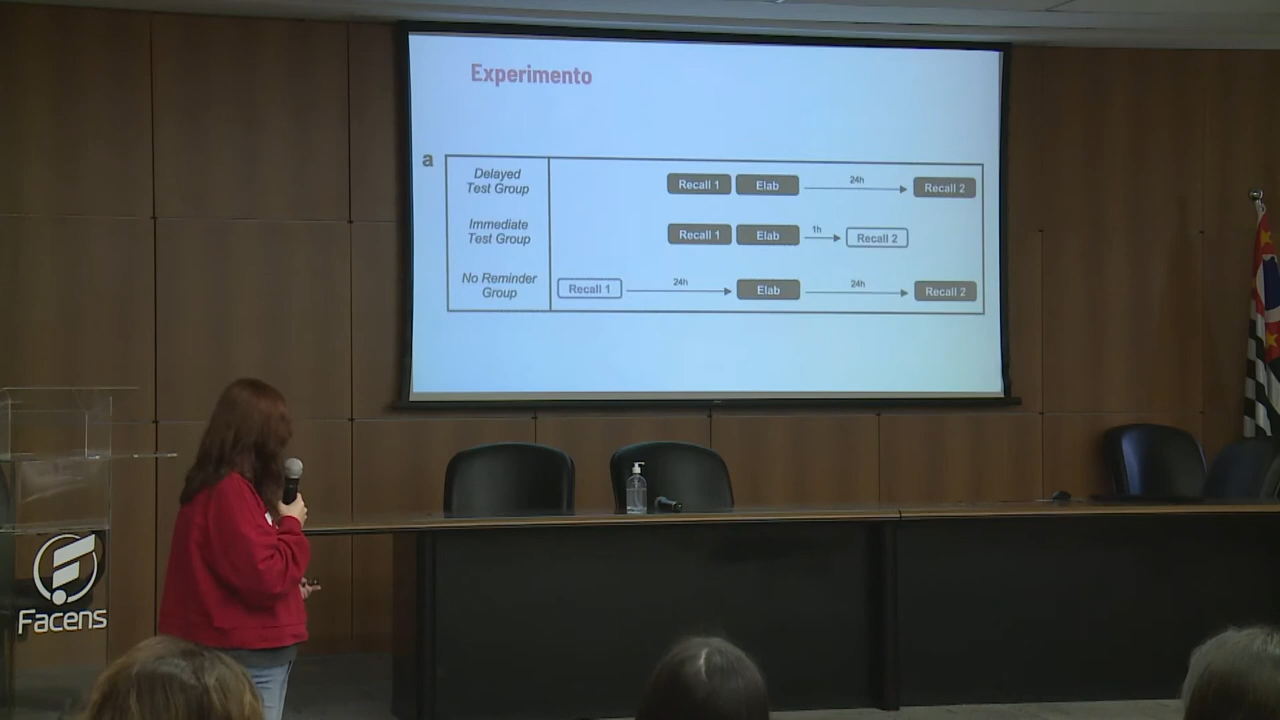 Experimento
a
Delayed
Test Group
Recall 1
Elab
24h
Recall 2
Immediate
Test Group
Recall 1
Elab
1h
Recall 2
No Reminder
Group
Recall 1
24h
Elab
24h
Recall 2
Facens